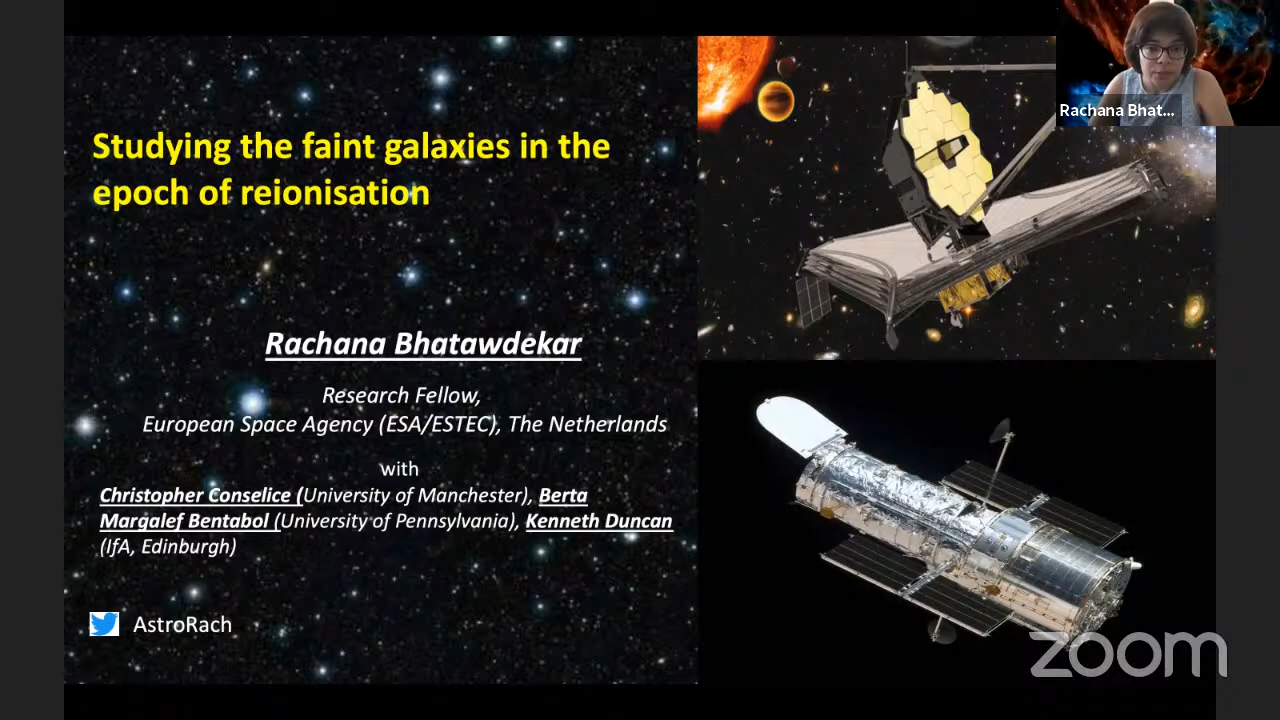 Studying the faint galaxies in the
epoch of reionisation
Rachana Bhatawdekar
Research Fellow,
European Space Agency (ESA/ESTEC), The Netherlands
with
Christopher Conselice (University of Manchester), Berta
Margalef Bentabol (University of Pennsylvania), Kenneth Duncan
(IfA, Edinburgh)
AstroRach
Rachana Bhat...
zoom